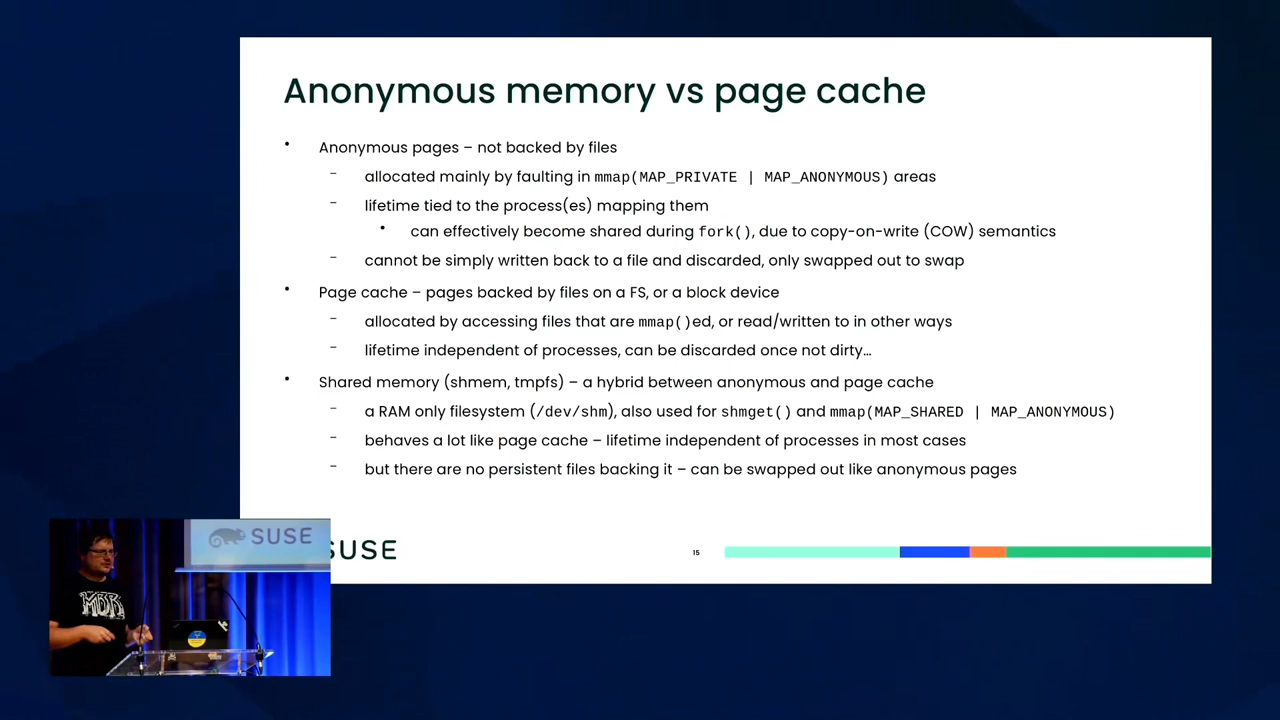 Anonymous memory vs page cache
• Anonymous pages – not backed by files
– allocated mainly by faulting in mmap(MAP_PRIVATE | MAP_ANONYMOUS) areas
– lifetime tied to the process(es) mapping them
• can effectively become shared during fork(), due to copy-on-write (COW) semantics
– cannot be simply written back to a file and discarded, only swapped out to swap
• Page cache – pages backed by files on a FS, or a block device
– allocated by accessing files that are mmap()ed, or read/written to in other ways
– lifetime independent of processes, can be discarded once not dirty…
• Shared memory (shmem, tmpfs) – a hybrid between anonymous and page cache
– a RAM only filesystem (/dev/shm), also used for shmget() and mmap(MAP_SHARED | MAP_ANONYMOUS)
– behaves a lot like page cache – lifetime independent of processes in most cases
– but there are no persistent files backing it – can be swapped out like anonymous pages
SUSE
15
SUSE
MBR